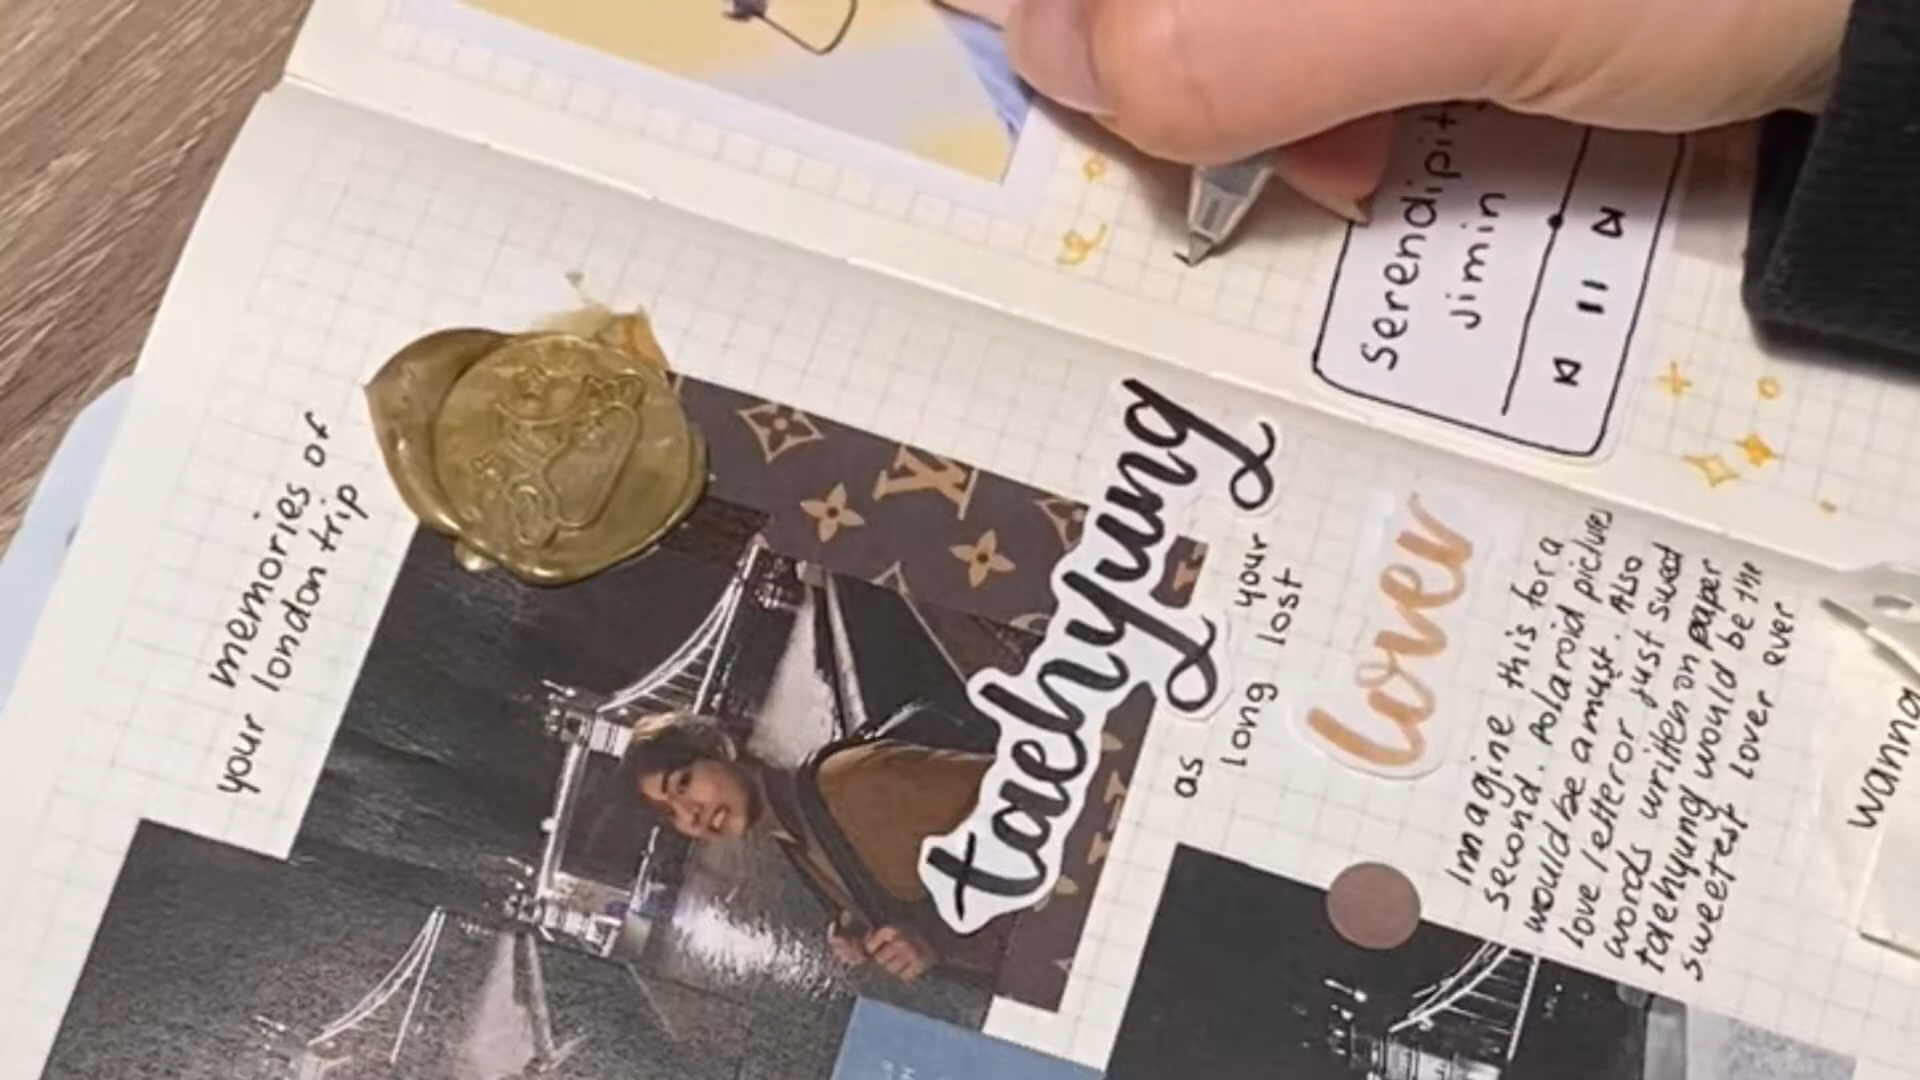 serendipit
jimin
memories of
your london trip
LV
taehyung
as your
long lost
lover
Imagine this for a
second. Polaroid pictures
would be a must. Also
love letter or just sweet
words written on paper
taehyung would be the
sweetest lover ever
wanna